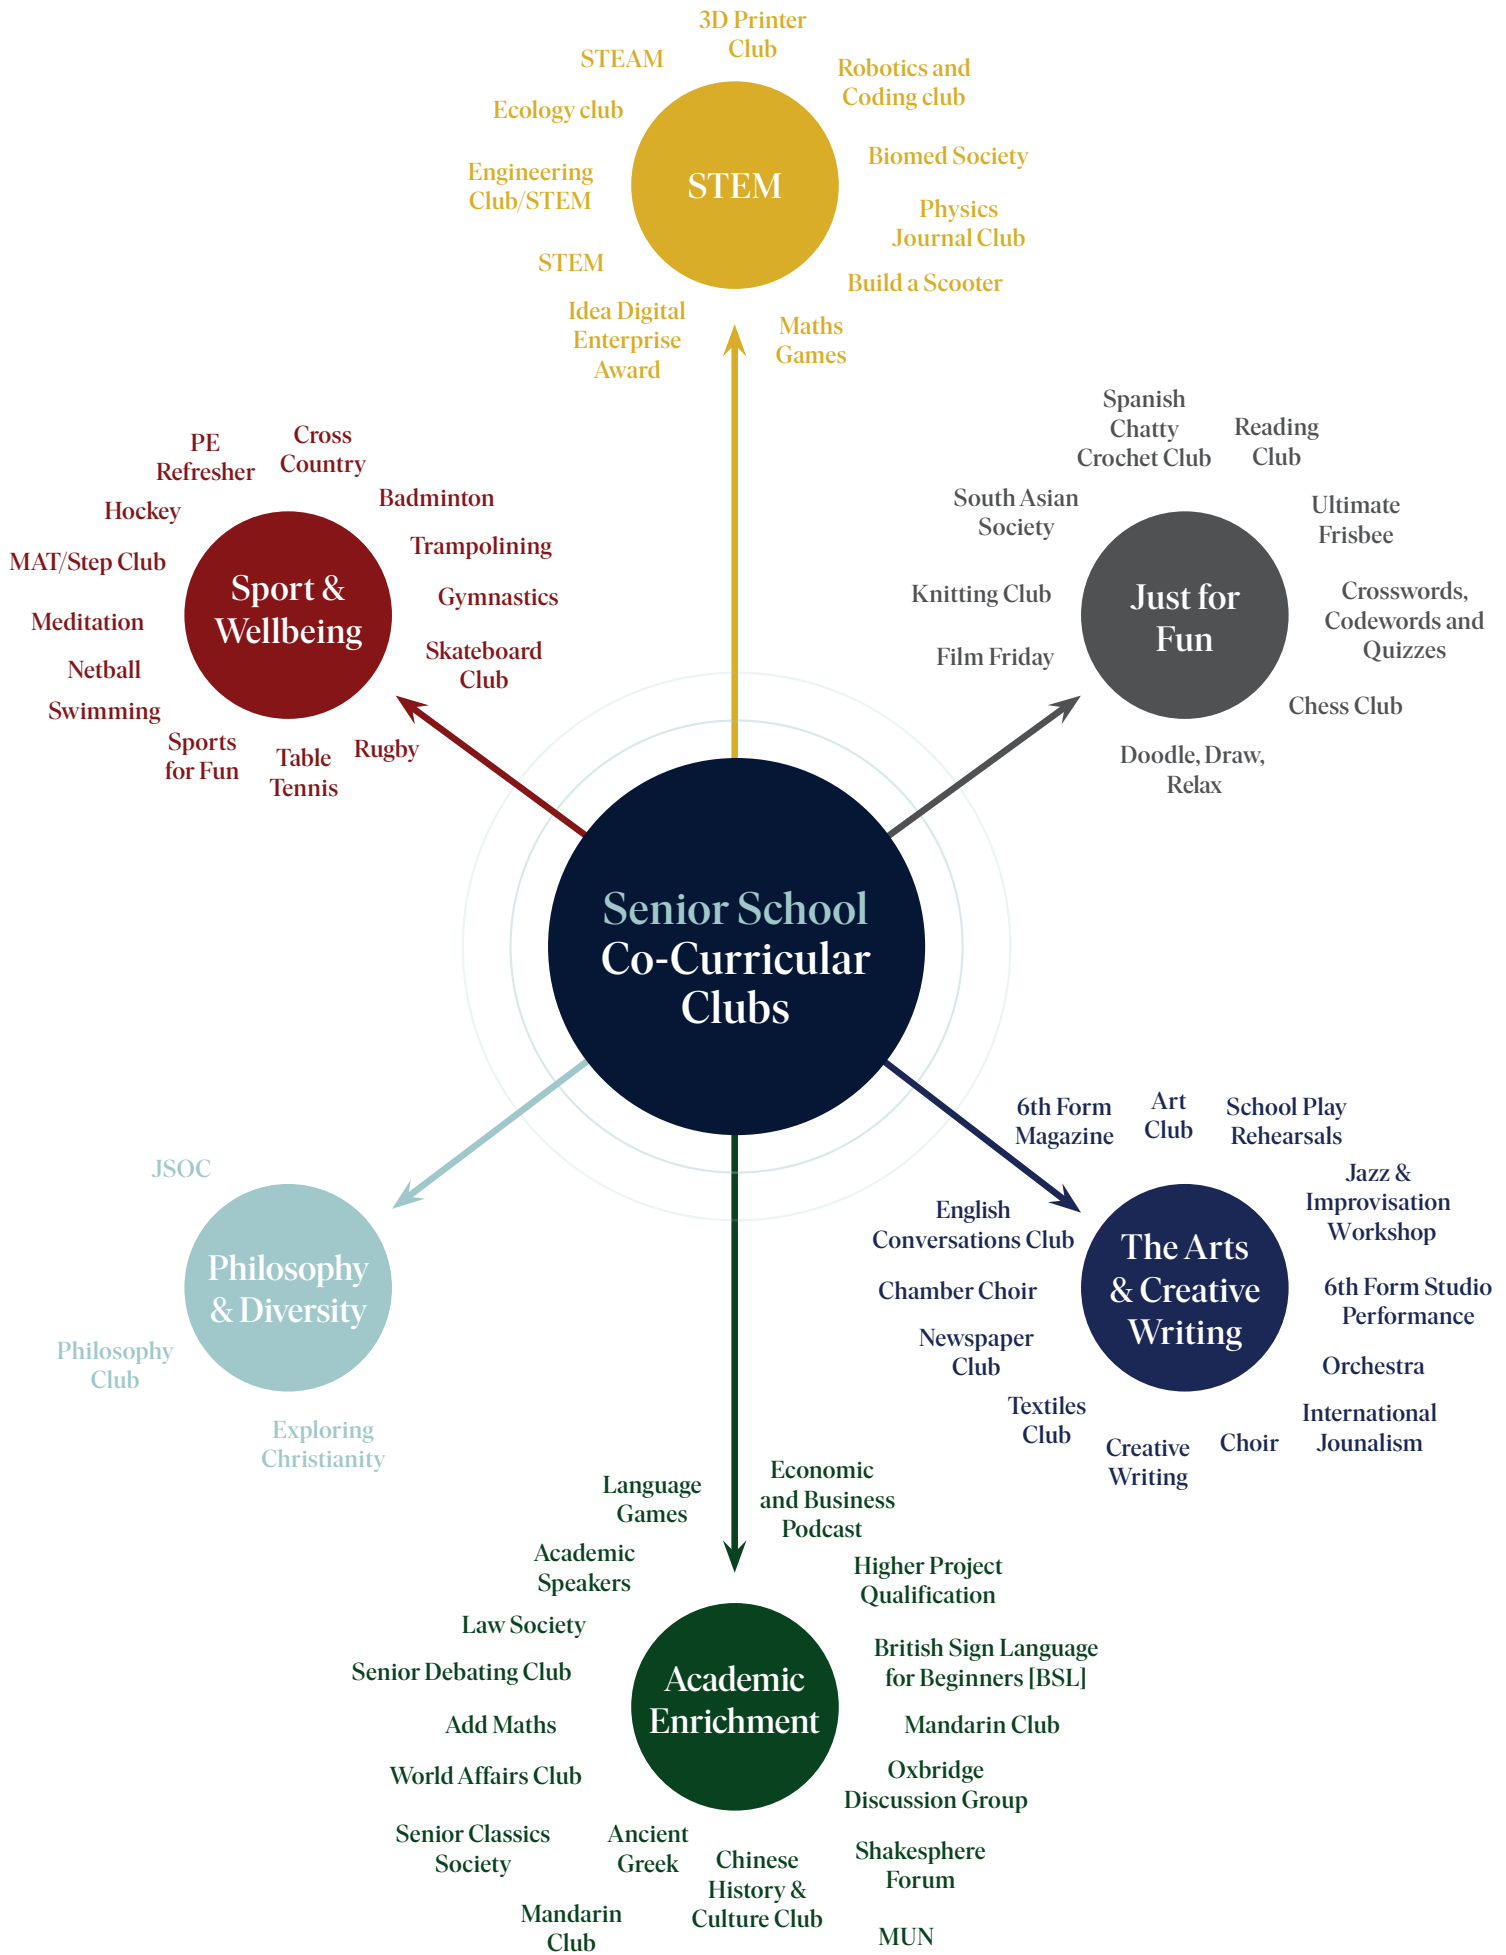 3D Printer
Club
STEAM
Robotics and
Coding club
Ecology club
Biomed Society
Engineering
Club/STEM
STEM
Physics
Journal Club
STEM
Build a Scooter
Idea Digital
Enterprise
Award
Maths
Games
PE
Refresher
Cross
Country
Hockey
Badminton
MAT/Step Club
Trampolining
Sport &
Wellbeing
Gymnastics
Meditation
Skateboard
Club
Netball
Swimming
Sports
for Fun
Table
Tennis
Rugby
Spanish
Chatty
Crochet Club
Reading
Club
South Asian
Society
Ultimate
Frisbee
Knitting Club
Just for
Fun
Crosswords,
Codewords and
Quizzes
Film Friday
Chess Club
Doodle, Draw,
Relax
Senior School
Co-Curricular
Clubs
JSOC
Philosophy
& Diversity
Philosophy
Club
Exploring
Christianity
6th Form
Magazine
Art
Club
School Play
Rehearsals
Jazz &
Improvisation
Workshop
English
Conversations Club
The Arts
& Creative
Writing
Chamber Choir
6th Form Studio
Performance
Newspaper
Club
Orchestra
Textiles
Club
Creative
Writing
Choir
International
Jounalism
Language
Games
Economic
and Business
Podcast
Academic
Speakers
Higher Project
Qualification
Law Society
British Sign Language
for Beginners [BSL]
Senior Debating Club
Academic
Enrichment
Add Maths
Mandarin Club
World Affairs Club
Oxbridge
Discussion Group
Senior Classics
Society
Ancient
Greek
Chinese
History &
Culture Club
Shakesphere
Forum
Mandarin
Club
MUN